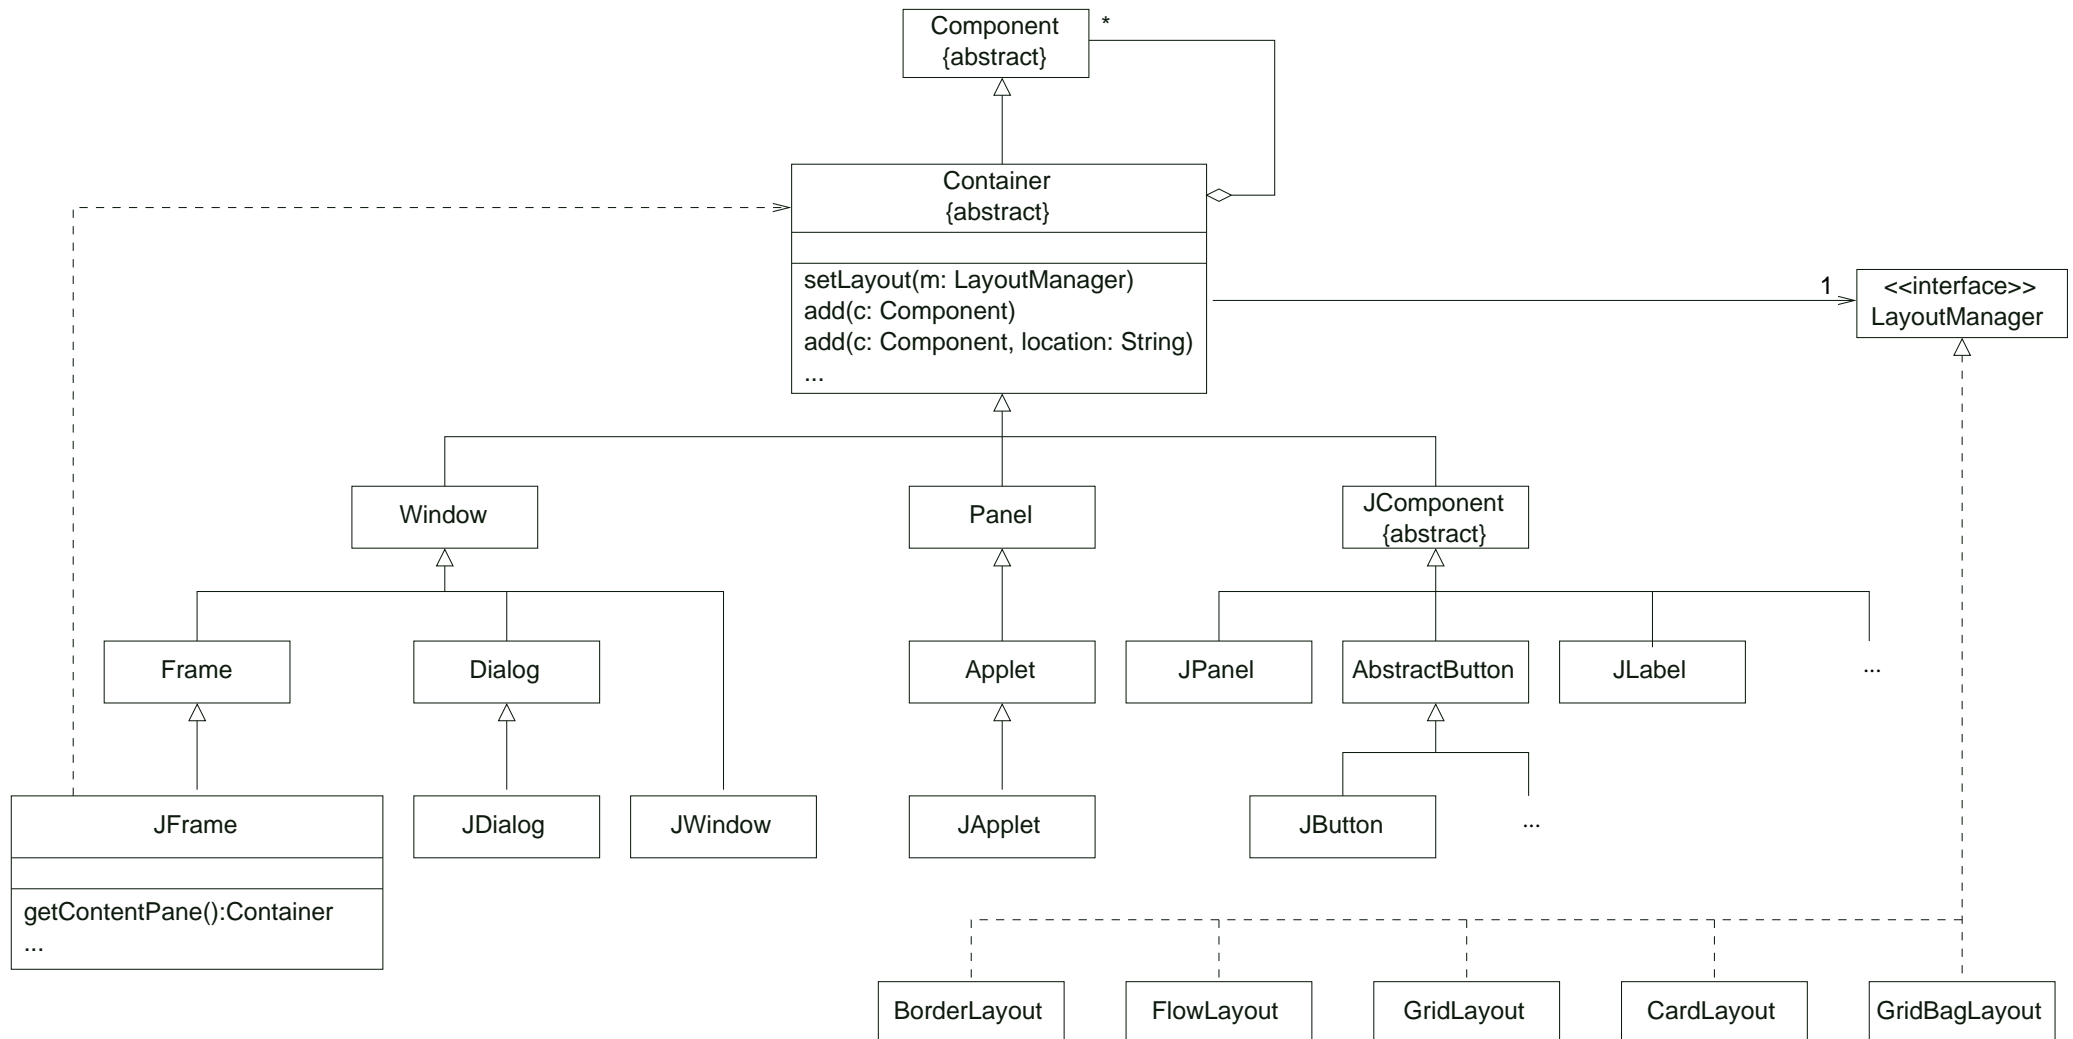 Component
{abstract}
*
Container
{abstract}
setLayout(m: LayoutManager)
add(c: Component)
add(c: Component, location: String)
...
1
<<interface>>
LayoutManager
Window
Panel
JComponent
{abstract}
Frame
Dialog
Applet
JPanel
AbstractButton
JLabel
...
JFrame
getContentPane():Container
...
JDialog
JWindow
JApplet
JButton
...
BorderLayout
FlowLayout
GridLayout
CardLayout
GridBagLayout